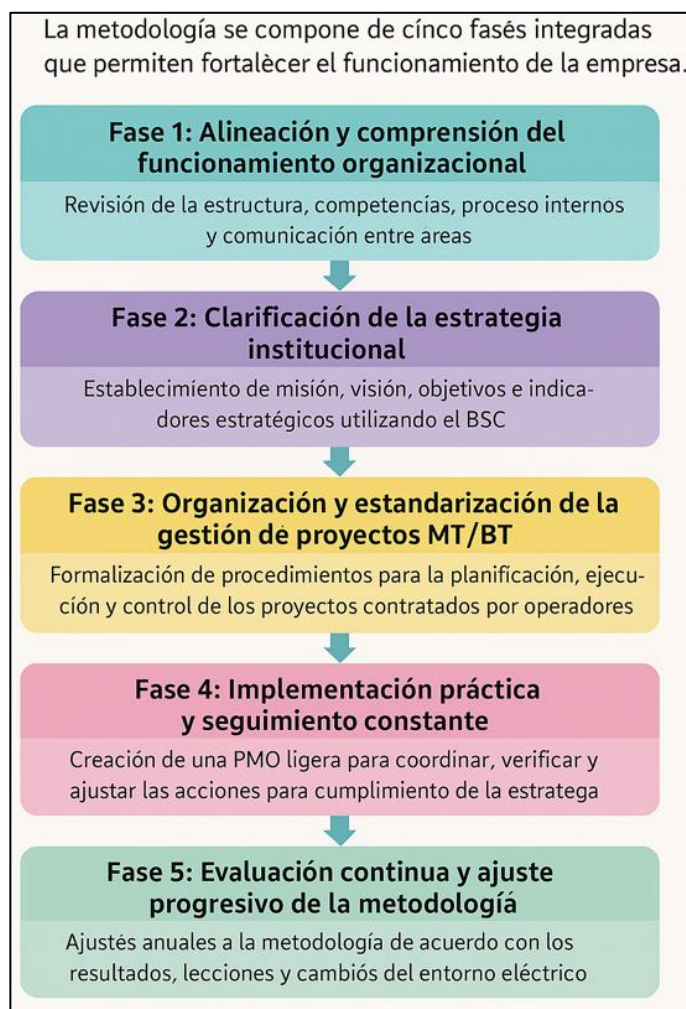 La metodología se compone de cínco fasés integradas
que permiten fortalècer el funcionamiento de la empresa.
Fase 1: Alineación y comprensión del
funcionamiento organizacional
Revisión de la estructura, competencías, proceso internos
y comunicación entre áreas
Fase 2: Clarificación de la estrategia
institucional
Establecimiento de misíón, visión, objetivos e indica-
dores estratégicos utilizando el BSC
Fase 3: Organización y estandarización de la
gestión dė proyectos MT/BT
Formalización de procedimientos para la planificación, ejecu-
cíón y control de los proyectos contratados por operadores
Fase 4: Implementación práctica
y seguimiento constante
Creación de una PMO ligera para coordínar, verificar y
ajustar las acciones para cumplimiento de la estratega
Fase 5: Evaluación continua y ajuste
progresivo de la metodologíá
Ajustés anuales a la metodología de acuerdo con los
resultados, lecciones y cambiós del entorno eléctrico